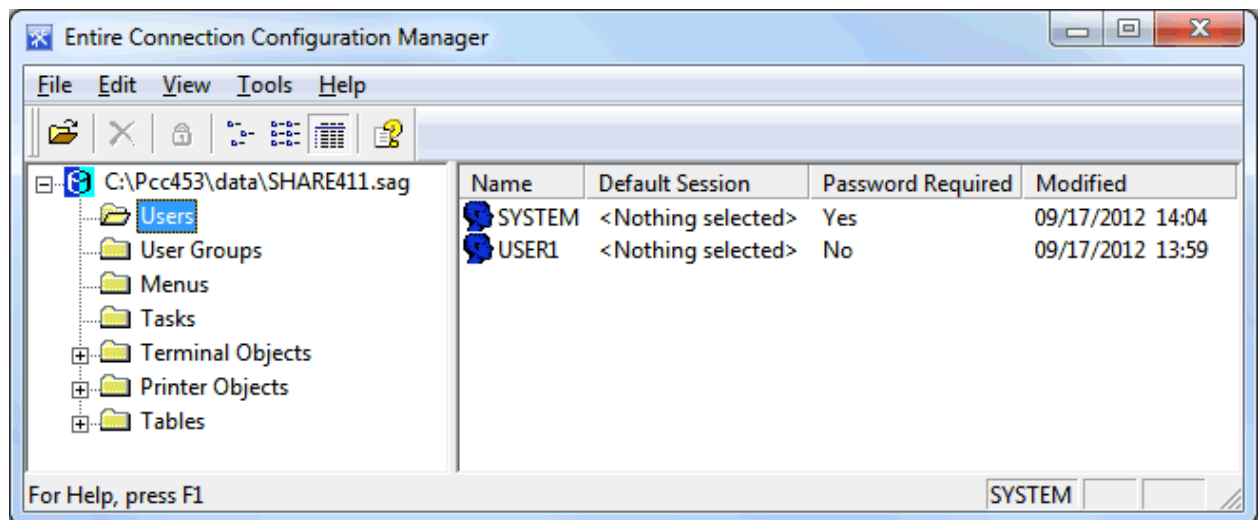 Entire Connection Configuration Manager
File Edit View Tools Help
C:\Pcc453\data\SHARE411.sag
Users
User Groups
Menus
Tasks
Terminal Objects
Printer Objects
Tables
Name Default Session Password Required Modified
SYSTEM <Nothing selected> Yes 09/17/2012 14:04
USER1 <Nothing selected> No 09/17/2012 13:59
For Help, press F1 SYSTEM